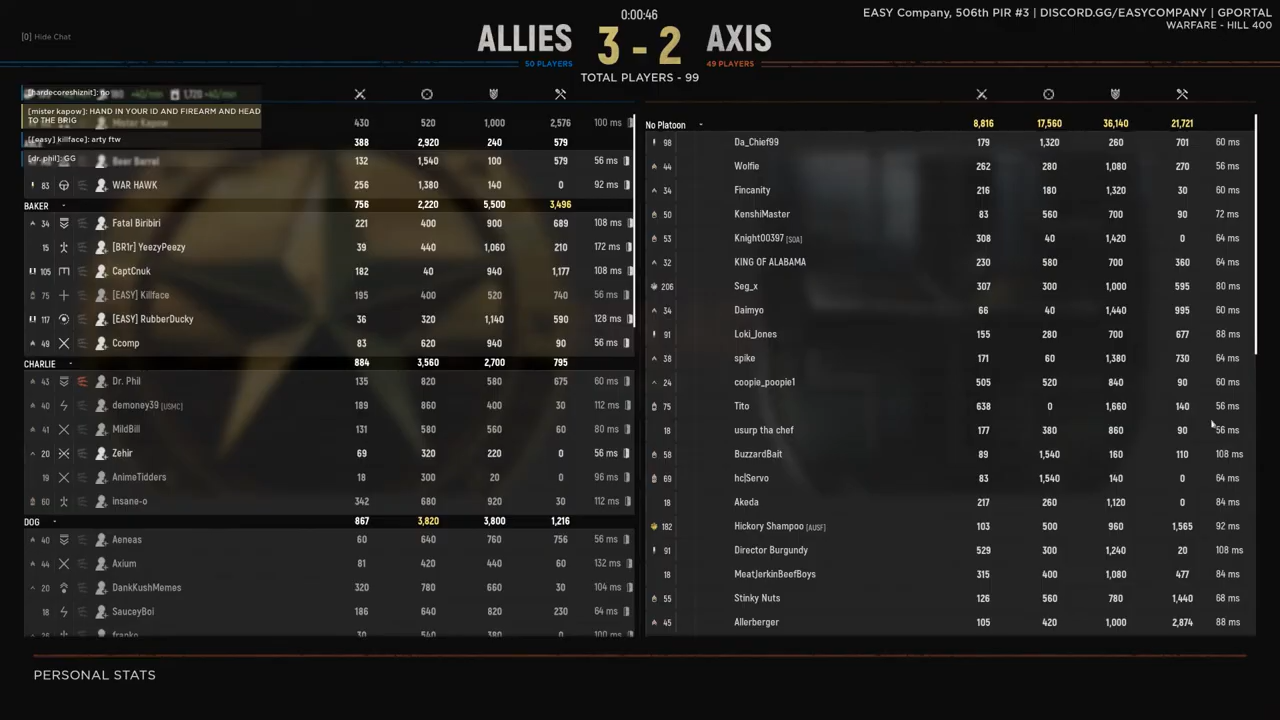 0:00:46
EASY Company, 506th PIR #3 | DISCORD.GG/EASYCOMPANY | GPORTAL
WARFARE - HILL 400
[O] Hide Chat
ALLIES 3 - 2 AXIS
50 PLAYERS 49 PLAYERS
TOTAL PLAYERS - 99
[hardecoreshiznit]: no
[mister kapow]: HAND IN YOUR ID AND FIREARM AND HEAD
TO THE BRIG
[[easy] killface]: arty ftw
[dr. phil]: GG
Mister Kapow 430 520 1,000 2,576 100 ms
388 2,920 240 579
Beer Barrel 132 1,540 100 579 56 ms
83 WAR HAWK 256 1,380 140 0 92 ms
BAKER - 756 2,220 5,500 3,496
34 Fatal Biribiri 221 400 900 689 108 ms
15 [BR1r] YeezyPeezy 39 440 1,060 210 172 ms
105 CaptCnuk 182 40 940 1,177 108 ms
75 [EASY] Killface 195 400 520 740 56 ms
117 [EASY] RubberDucky 36 320 1,140 590 128 ms
49 Ccomp 83 620 940 90 56 ms
CHARLIE - 884 3,560 2,700 795
43 Dr. Phil 135 820 580 675 60 ms
40 demoney39 [USMC] 189 860 400 30 112 ms
41 MildBill 131 580 560 60 80 ms
20 Zehir 69 320 220 0 56 ms
19 AnimeTidders 18 300 20 0 96 ms
60 insane-o 342 680 920 30 112 ms
DOG - 867 3,820 3,800 1,216
40 Aeneas 60 640 760 756 56 ms
44 Axium 81 420 440 60 132 ms
20 DankKushMemes 320 780 660 30 104 ms
18 SauceyBoi 186 640 820 230 64 ms
26 franko 30 540 380 0 100 ms
No Platoon - 8,816 17,560 36,140 21,721
98 Da_Chief99 179 1,320 260 701 60 ms
44 Wolfie 262 280 1,080 270 56 ms
34 Fincanity 216 180 1,320 30 60 ms
50 KenshiMaster 83 560 700 90 72 ms
53 Knight00397 [SOA] 308 40 1,420 0 64 ms
32 KING OF ALABAMA 230 580 700 360 64 ms
206 Seg_x 307 300 1,000 595 80 ms
34 Daimyo 66 40 1,440 995 64 ms
91 Loki_Jones 155 280 700 677 88 ms
38 spike 171 60 1,380 730 64 ms
24 coopie_poopie1 505 520 840 90 60 ms
75 Tito 638 0 1,660 140 56 ms
18 usurp tha chef 177 380 860 90 56 ms
58 BuzzardBait 89 1,540 160 110 108 ms
69 hc|Servo 83 1,540 140 0 64 ms
18 Akeda 217 260 1,120 0 84 ms
182 Hickory Shampoo [AUSF] 103 500 960 1,565 92 ms
91 Director Burgundy 529 300 1,240 20 108 ms
18 MeatJerkinBeefBoys 315 400 1,080 477 84 ms
55 Stinky Nuts 126 560 780 1,440 68 ms
45 Allerberger 105 420 1,000 2,874 88 ms
PERSONAL STATS